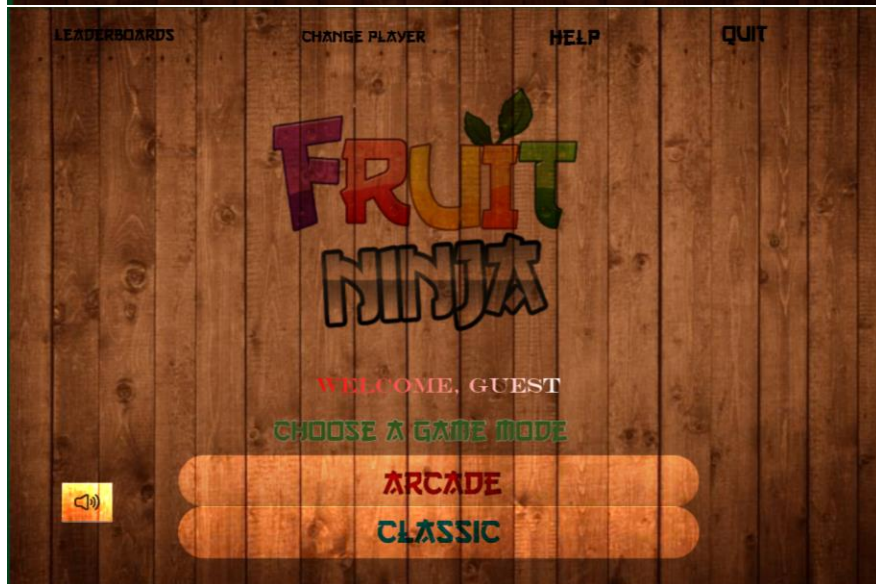 LEADERBOARDS CHANGE PLAYER HELP QUIT
FRUIT
NINJA
WELCOME, GUEST
CHOOSE A GAME MODE
ARCADE
CLASSIC